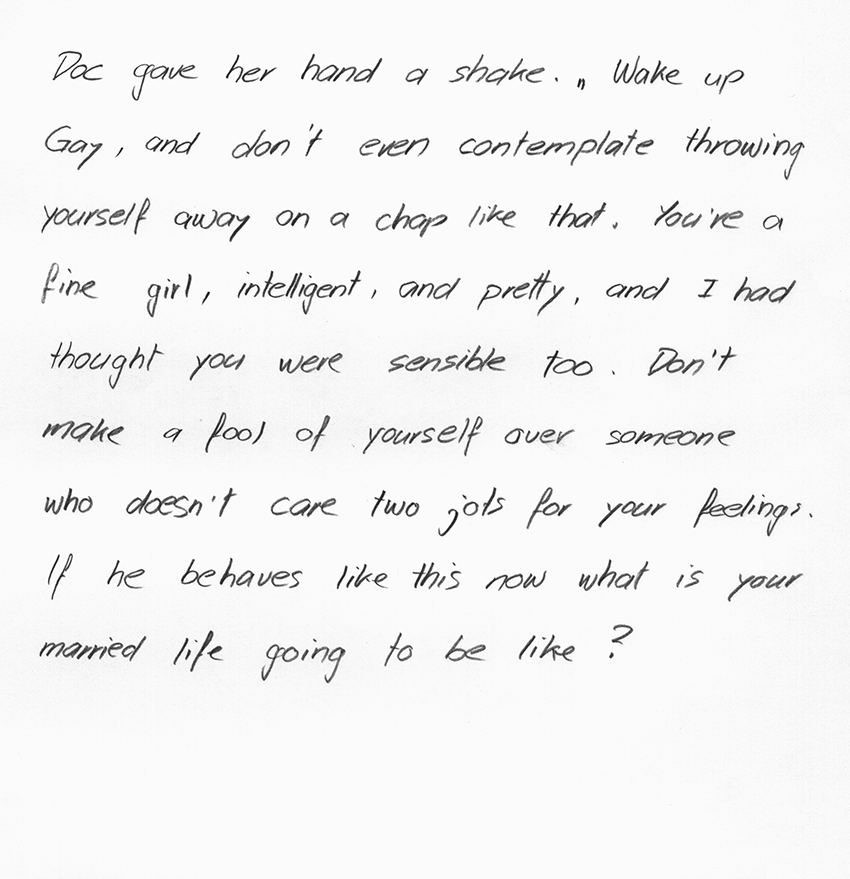 Doc gave her hand a shake. „ Wake up
Gay, and don't even contemplate throwing
yourself away on a chap like that. You're a
fine girl, intelligent, and pretty, and I had
thought you were sensible too. Don't
make a fool of yourself over someone
who doesn't care two jots for your feelings.
If he behaves like this now what is your
married life going to be like ?